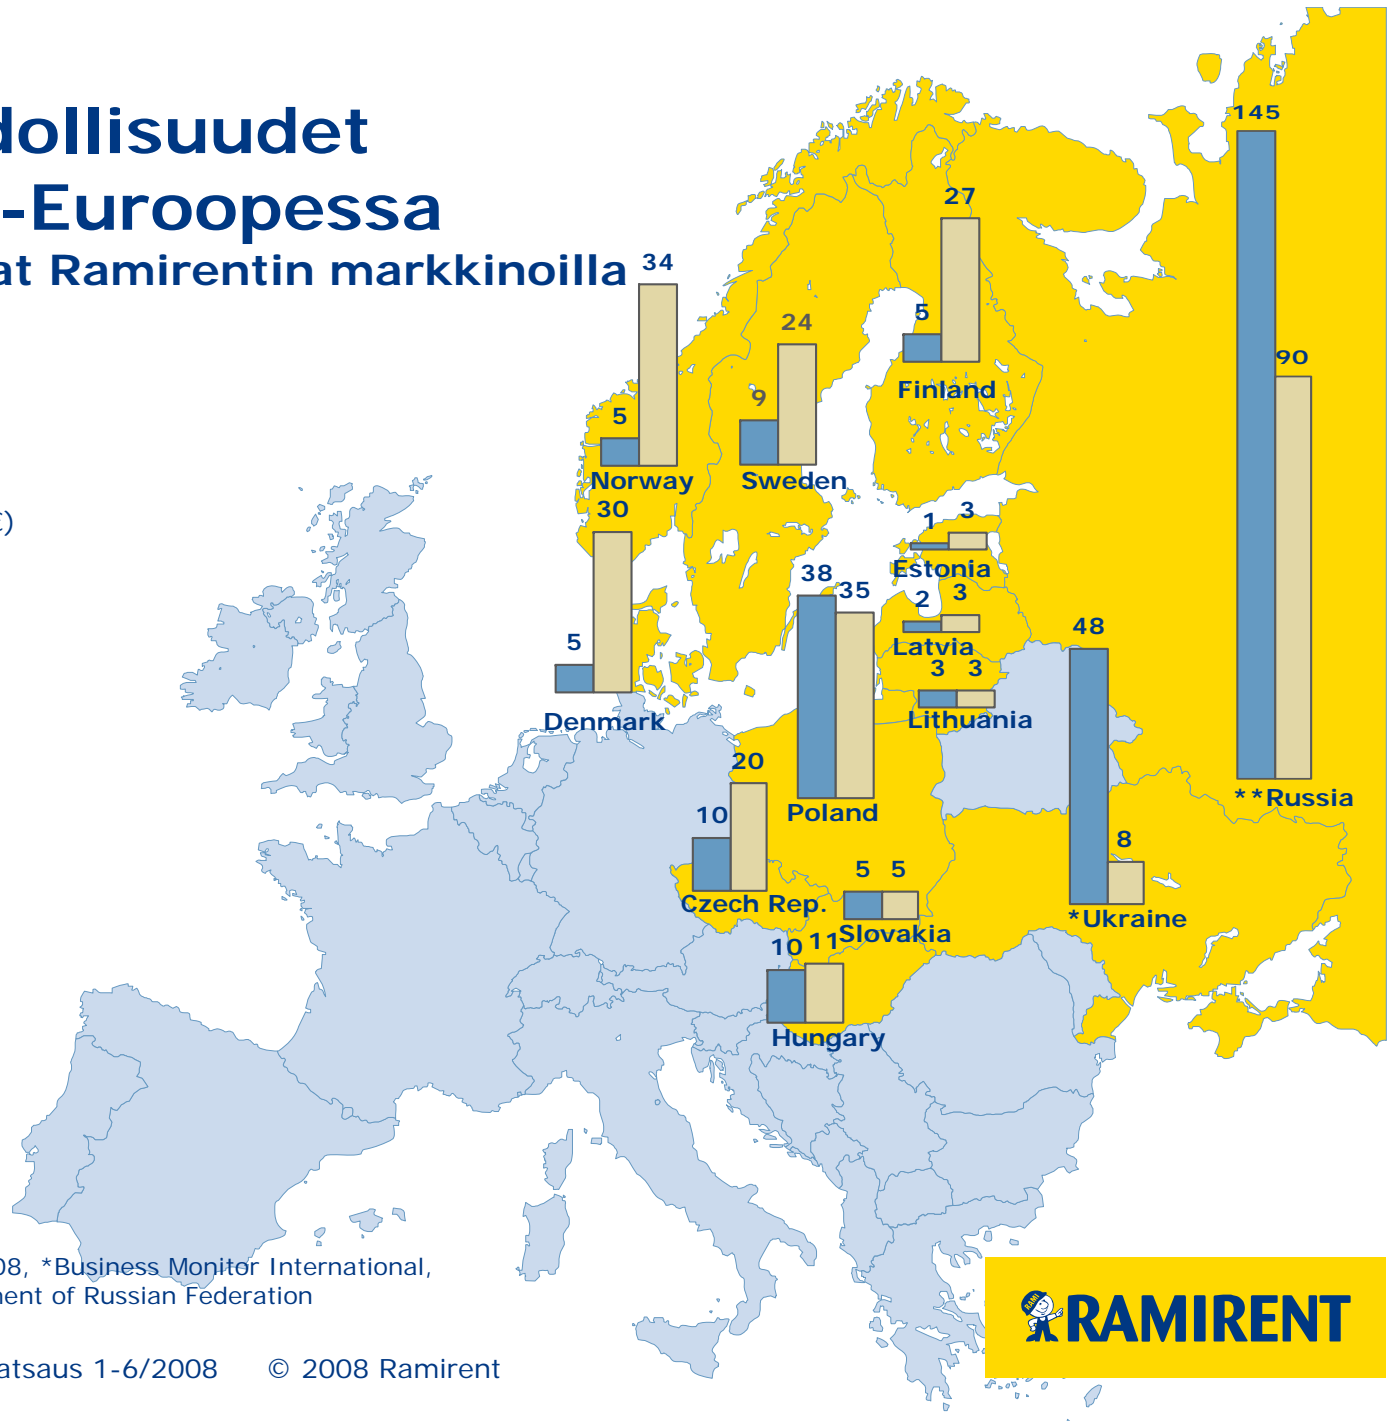 dollisuudet
-Euroopessa
at Ramirentin markkinoilla
€)
145
90
**Russia
27
5
Finland
34
5
Norway
24
9
Sweden
30
5
Denmark
1 3
Estonia
2 3
Latvia
3 3
Lithuania
38
35
Poland
48
8
*Ukraine
20
10
Czech Rep.
5 5
Slovakia
10 11
Hungary
08, *Business Monitor International,
ment of Russian Federation
atsaus 1-6/2008 © 2008 Ramirent
RAMI
RAMIRENT